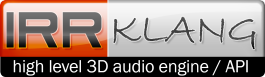 IRR KLANG
high level 3D audio engine / API